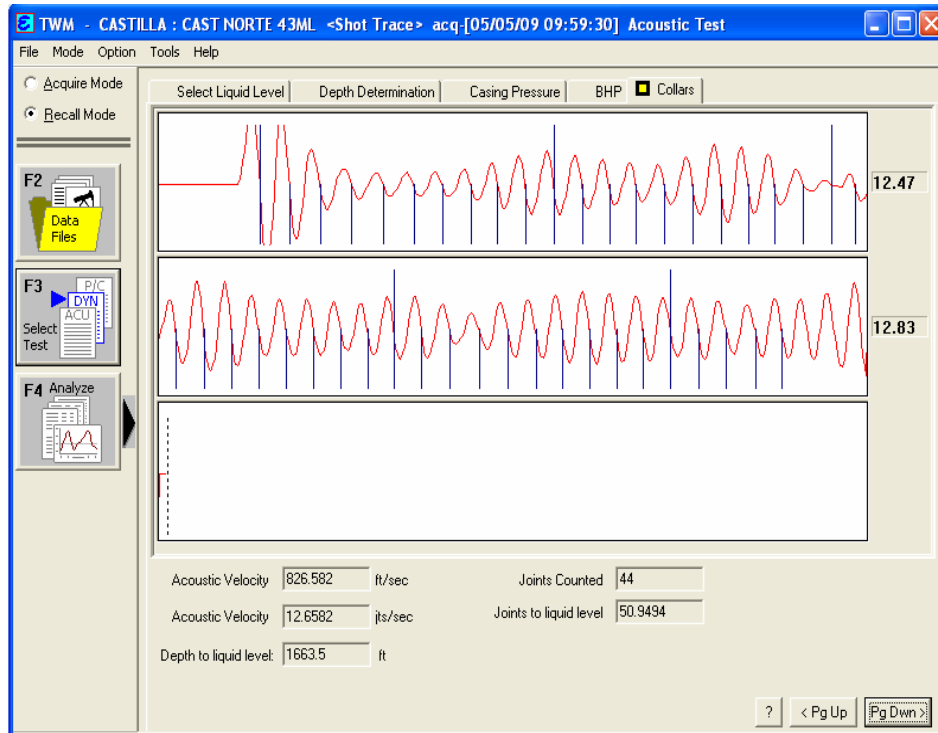 TWM - CASTILLA : CAST NORTE 43ML <Shot Trace> acq-[05/05/09 09:59:30] Acoustic Test
File Mode Option Tools Help
Acquire Mode
Recall Mode
Select Liquid Level Depth Determination Casing Pressure BHP Collars
F2
Data
Files
F3
P/C
DYN
ACU
Select
Test
F4 Analyze
12.47
12.83
Acoustic Velocity 826.582 ft/sec Joints Counted 44
Acoustic Velocity 12.6582 jts/sec Joints to liquid level 50.9494
Depth to liquid level: 1663.5 ft
? < Pg Up Pg Dwn >